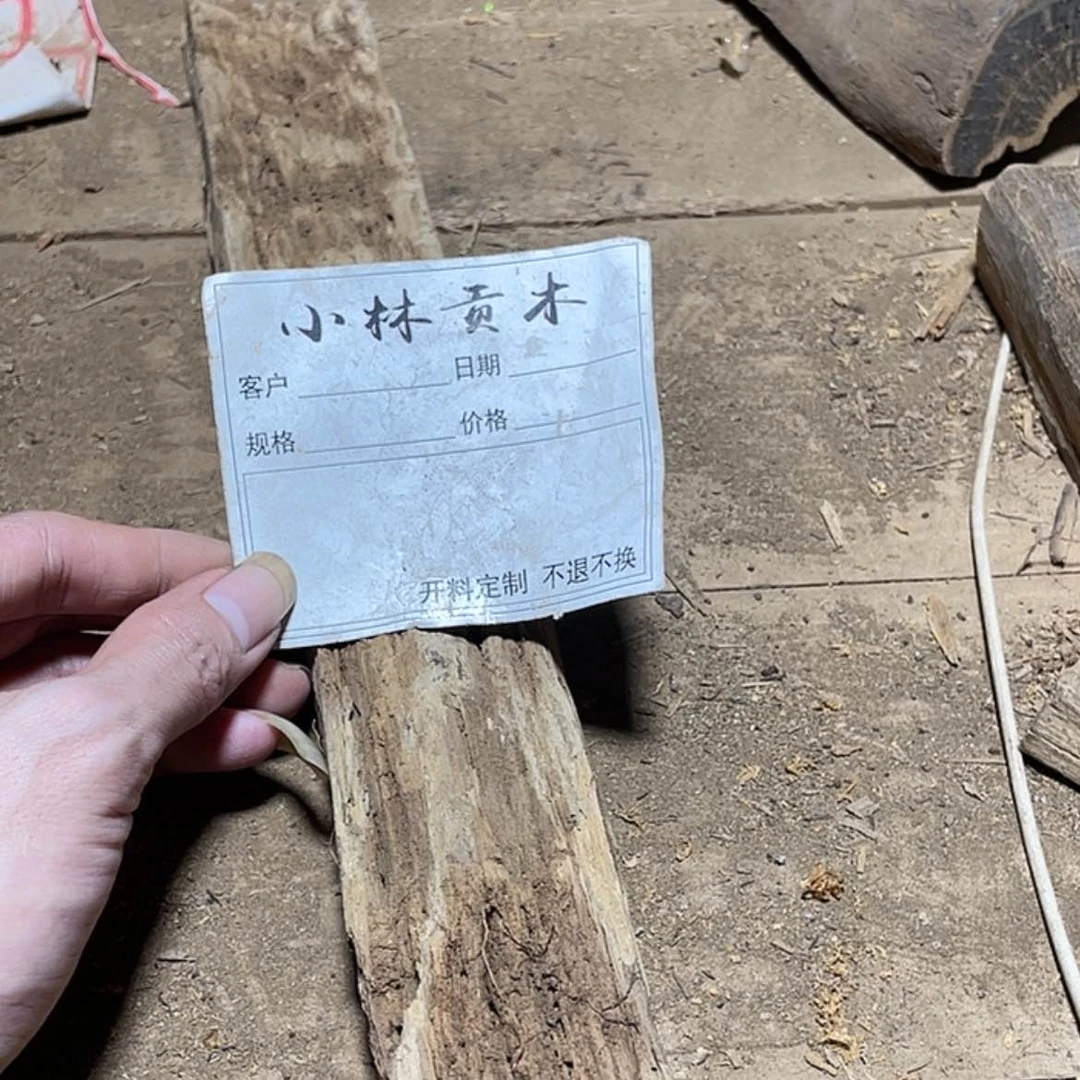 小林贡木
客户 日期
规格 价格
开料定制 不退不换